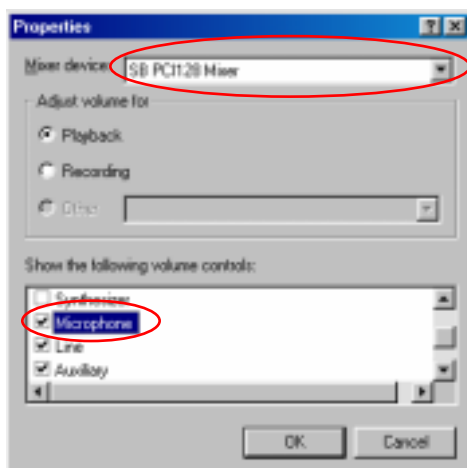 Properties
Mixer device: SB PCI128 Mixer
Adjust volume for
Playback
Recording
Other
Show the following volume controls:
Synthesizer
Microphone
Line
Auxiliary
OK Cancel